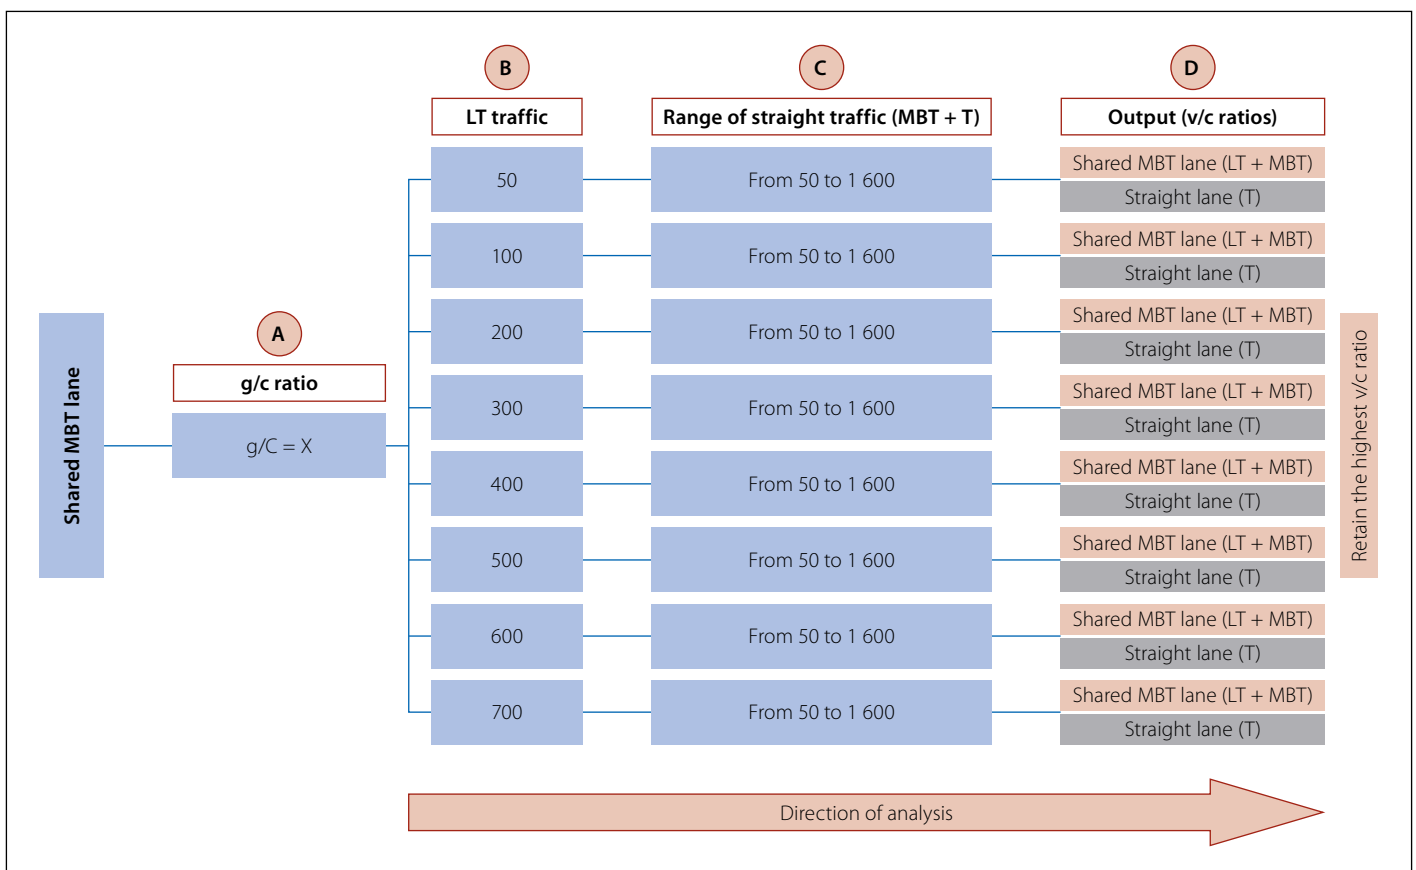 B
C
D
LT traffic
Range of straight traffic (MBT + T)
Output (v/c ratios)
50
From 50 to 1 600
Shared MBT lane (LT + MBT)
Straight lane (T)
100
From 50 to 1 600
Shared MBT lane (LT + MBT)
Straight lane (T)
200
From 50 to 1 600
Shared MBT lane (LT + MBT)
Straight lane (T)
300
From 50 to 1 600
Shared MBT lane (LT + MBT)
Straight lane (T)
400
From 50 to 1 600
Shared MBT lane (LT + MBT)
Straight lane (T)
500
From 50 to 1 600
Shared MBT lane (LT + MBT)
Straight lane (T)
600
From 50 to 1 600
Shared MBT lane (LT + MBT)
Straight lane (T)
700
From 50 to 1 600
Shared MBT lane (LT + MBT)
Straight lane (T)
Shared MBT lane
A
g/c ratio
g/C = X
Retain the highest v/c ratio
Direction of analysis